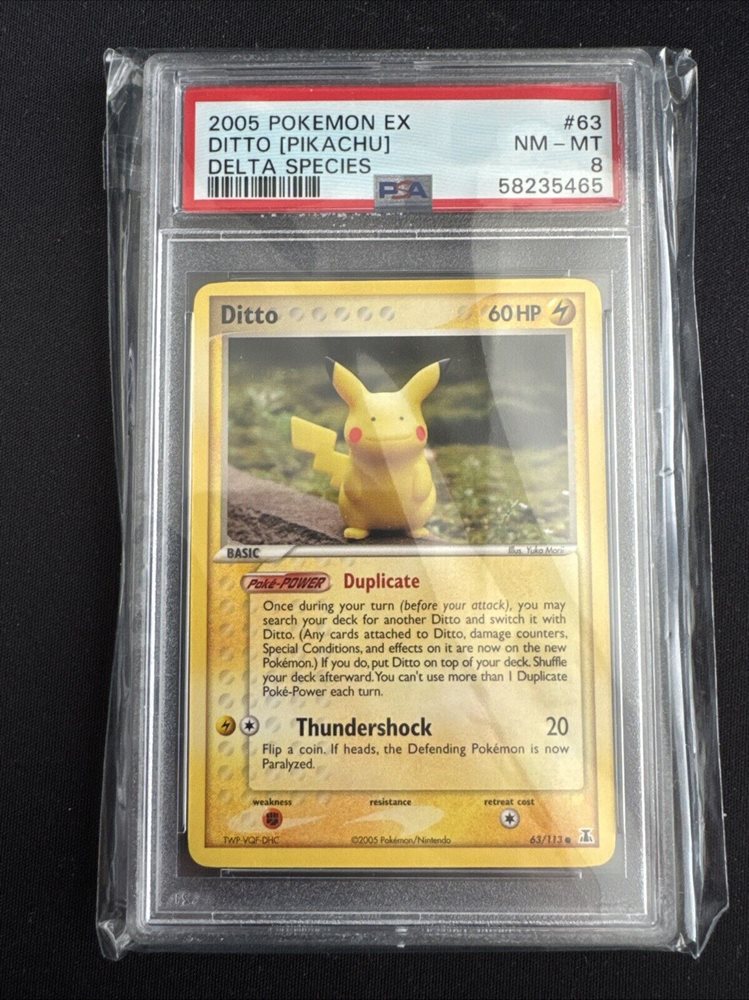 2005 POKEMON EX #63
DITTO [PIKACHU] NM - MT
DELTA SPECIES 8
PSA 58235465
Ditto 60 HP
BASIC Illus. Yuka Morii
Poké-POWER Duplicate
Once during your turn (before your attack), you may
search your deck for another Ditto and switch it with
Ditto. (Any cards attached to Ditto, damage counters,
Special Conditions, and effects on it are now on the new
Pokémon.) If you do, put Ditto on top of your deck. Shuffle
your deck afterward. You can't use more than 1 Duplicate
Poké-Power each turn.
Thundershock 20
Flip a coin. If heads, the Defending Pokémon is now
Paralyzed.
weakness resistance retreat cost
TWP-VQF-DHC ©2005 Pokémon/Nintendo 63/113